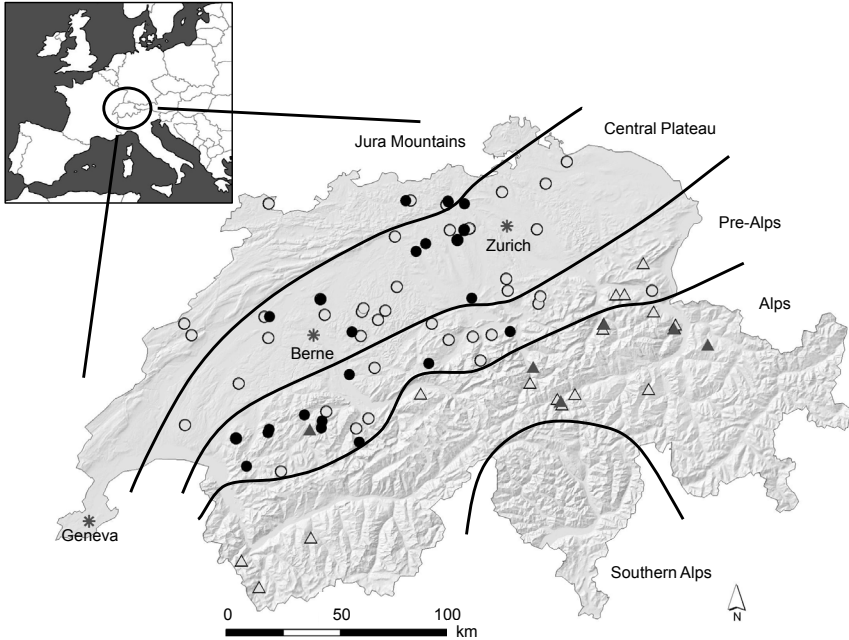 Jura Mountains
Central Plateau
Pre-Alps
Zurich
Alps
Berne
Geneva
Southern Alps
N
0 50 100
km